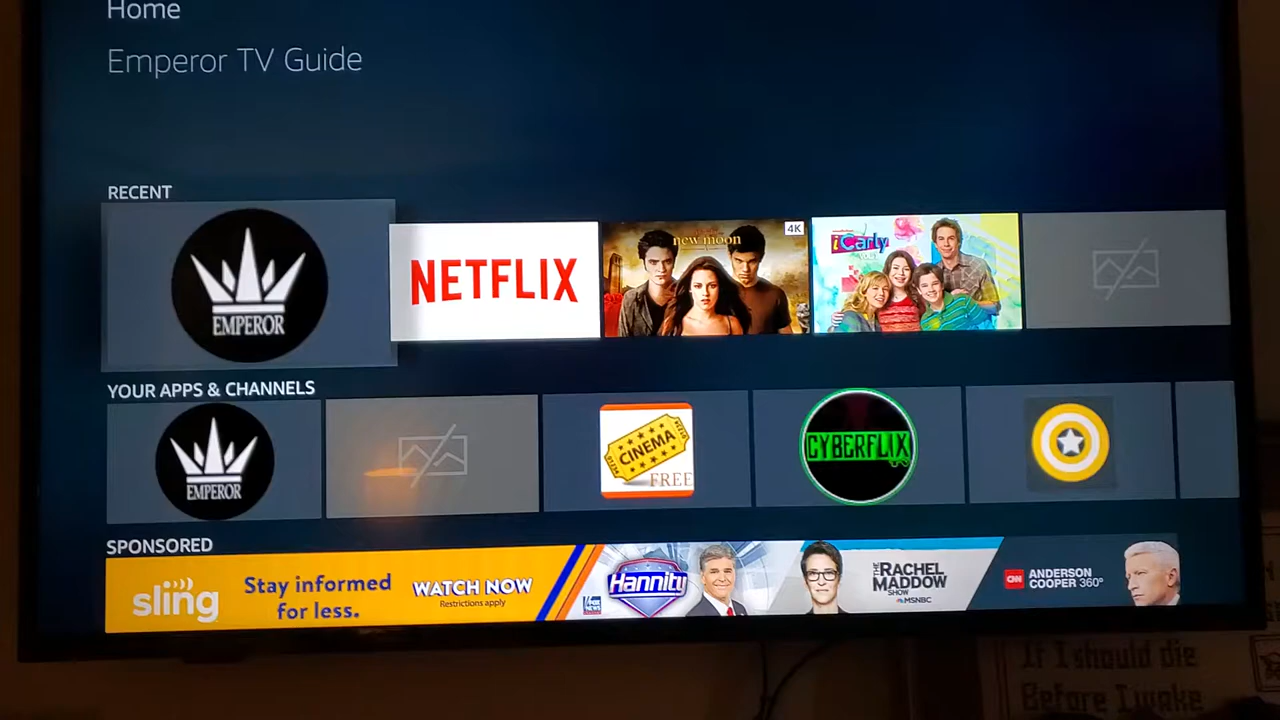 Home
Emperor TV Guide
RECENT
EMPEROR
NETFLIX
new moon
4K
iCarly
YOUR APPS & CHANNELS
EMPEROR
CINEMA
FREE
CYBERFLIX
SPONSORED
sling
Stay informed
for less.
WATCH NOW
Restrictions apply
FOX
NEWS
Hannity
THE
RACHEL
MADDOW
SHOW
MSNBC
CNN
ANDERSON
COOPER 360°
If I should die
Before I wake